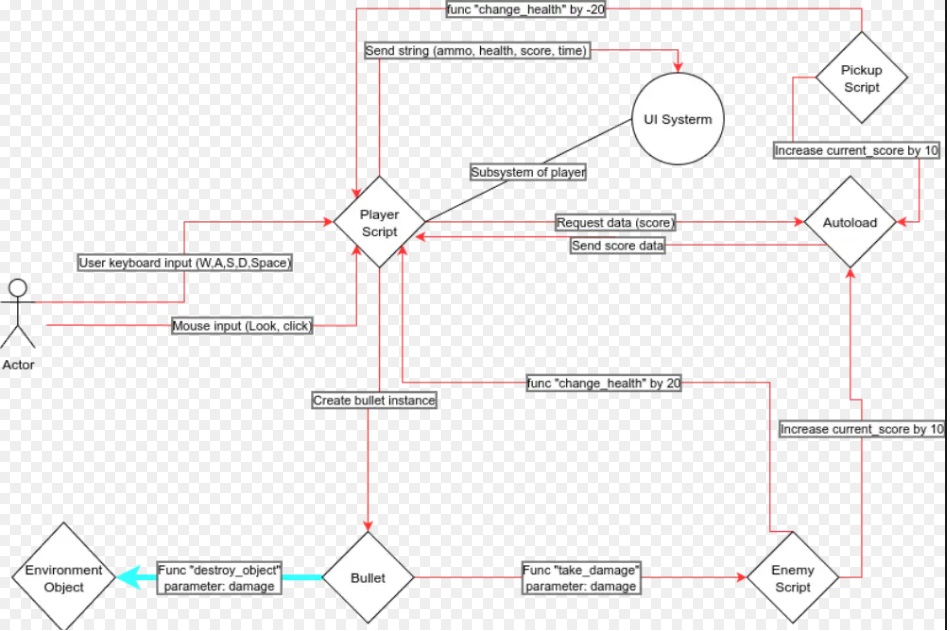 func "change_health" by -20
Send string (ammo, health, score, time)
Pickup
Script
UI Systerm
Increase current_score by 10
Subsystem of player
Player
Script
Request data (score)
Autoload
Send score data
User keyboard input (W,A,S,D,Space)
Mouse input (Look, click)
Actor
func "change_health" by 20
Create bullet instance
Increase current_score by 10
Environment
Object
Func "destroy_object"
parameter: damage
Bullet
Func "take_damage"
parameter: damage
Enemy
Script